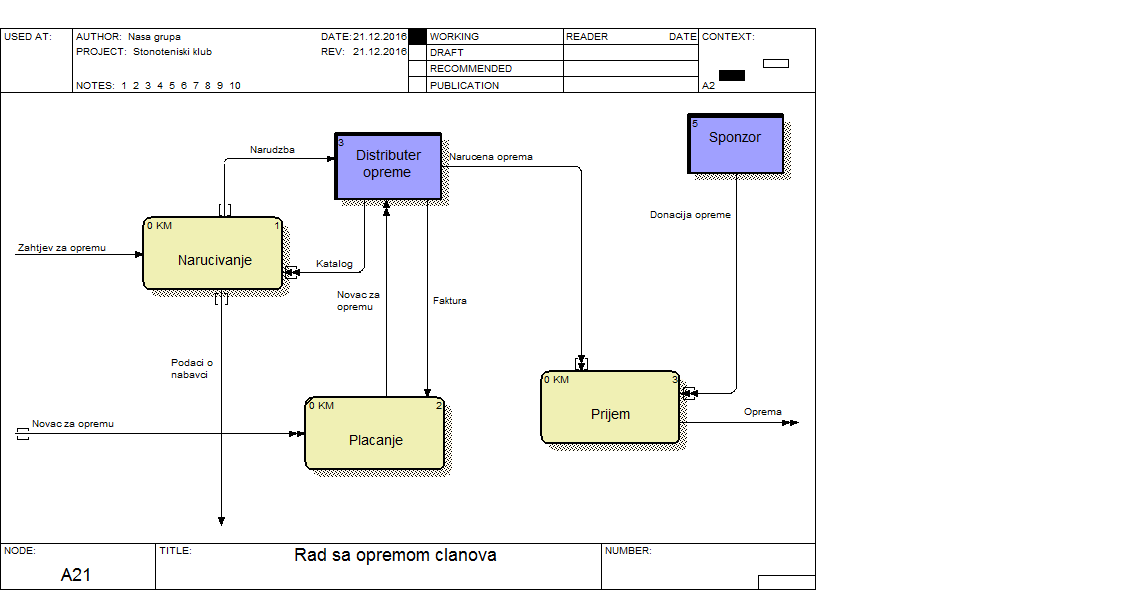 USED AT:
AUTHOR: Nasa grupa
DATE:21.12.2016
WORKING
READER
DATE
CONTEXT:
PROJECT: Stonoteniski klub
REV: 21.12.2016
DRAFT
RECOMMENDED
NOTES: 1 2 3 4 5 6 7 8 9 10
PUBLICATION
A2
5
Sponzor
3
Distributer
opreme
Narudzba
Narucena oprema
Donacija opreme
0 KM
1
Narucivanje
Zahtjev za opremu
Katalog
Novac za
opremu
Faktura
Podaci o
nabavci
0 KM
3
Prijem
Oprema
0 KM
2
Placanje
Novac za opremu
NODE:
TITLE:
Rad sa opremom clanova
NUMBER:
A21